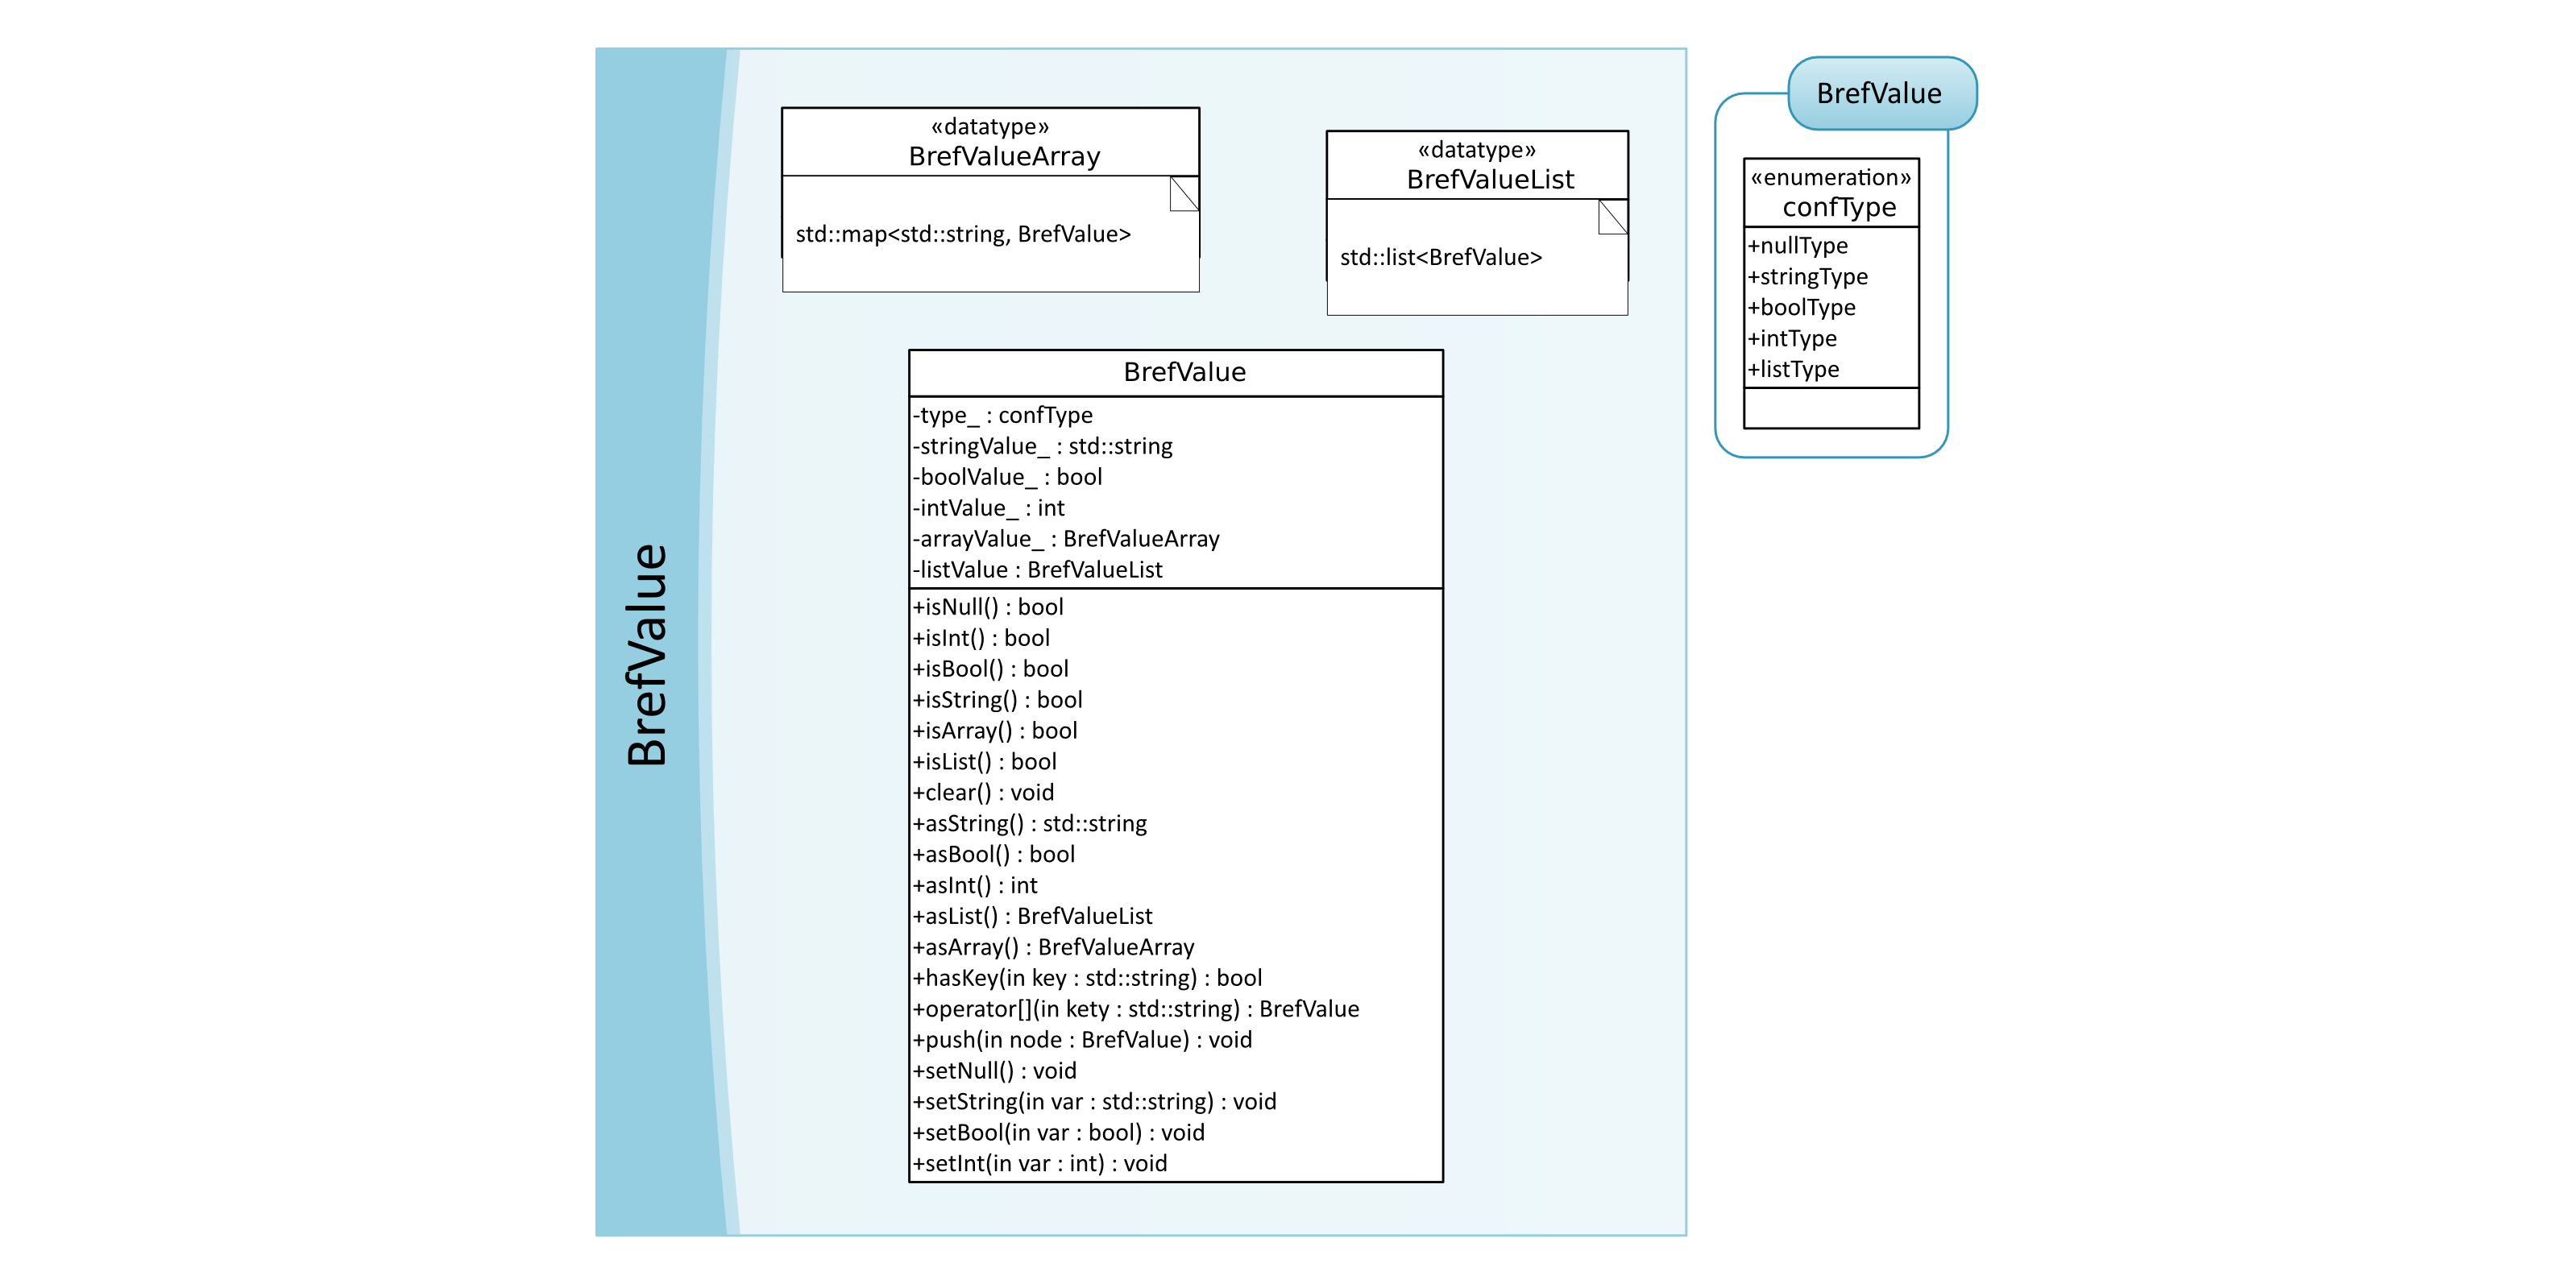 BrefValue
«datatype»
BrefValueArray
std::map<std::string, BrefValue>
«datatype»
BrefValueList
std::list<BrefValue>
BrefValue
-type_ : confType
-stringValue_ : std::string
-boolValue_ : bool
-intValue_ : int
-arrayValue_ : BrefValueArray
-listValue : BrefValueList
+isNull() : bool
+isInt() : bool
+isBool() : bool
+isString() : bool
+isArray() : bool
+isList() : bool
+clear() : void
+asString() : std::string
+asBool() : bool
+asInt() : int
+asList() : BrefValueList
+asArray() : BrefValueArray
+hasKey(in key : std::string) : bool
+operator[](in kety : std::string) : BrefValue
+push(in node : BrefValue) : void
+setNull() : void
+setString(in var : std::string) : void
+setBool(in var : bool) : void
+setInt(in var : int) : void
BrefValue
«enumeration»
confType
+nullType
+stringType
+boolType
+intType
+listType